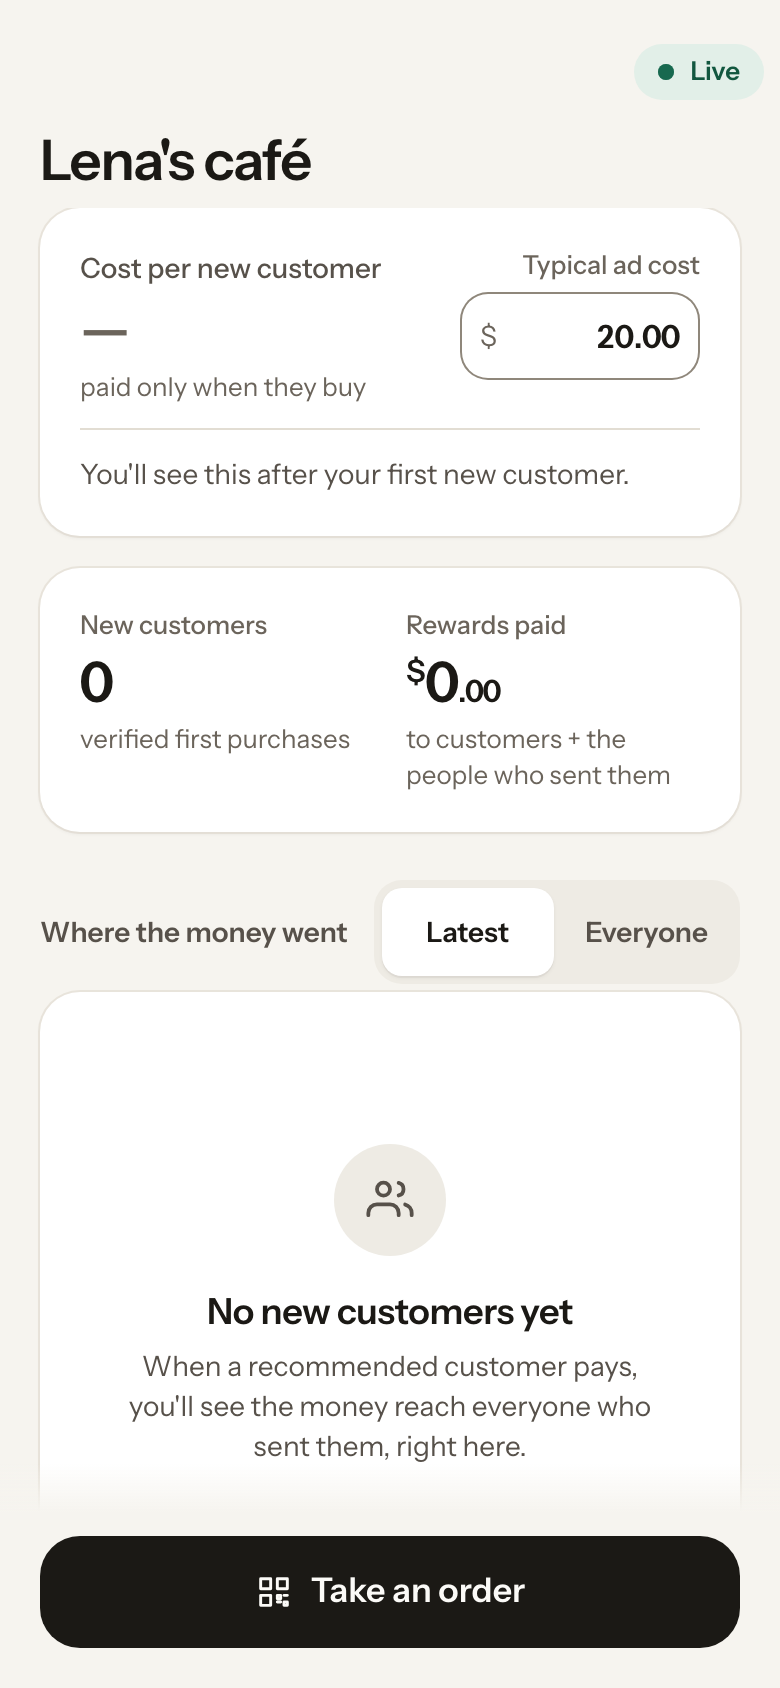 Live
Lena's café
Cost per new customer
—
paid only when they buy
Typical ad cost
$ 20.00
You'll see this after your first new customer.
New customers
0
verified first purchases
Rewards paid
$0.00
to customers + the
people who sent them
Where the money went
Latest
Everyone
No new customers yet
When a recommended customer pays,
you'll see the money reach everyone who
sent them, right here.
Take an order